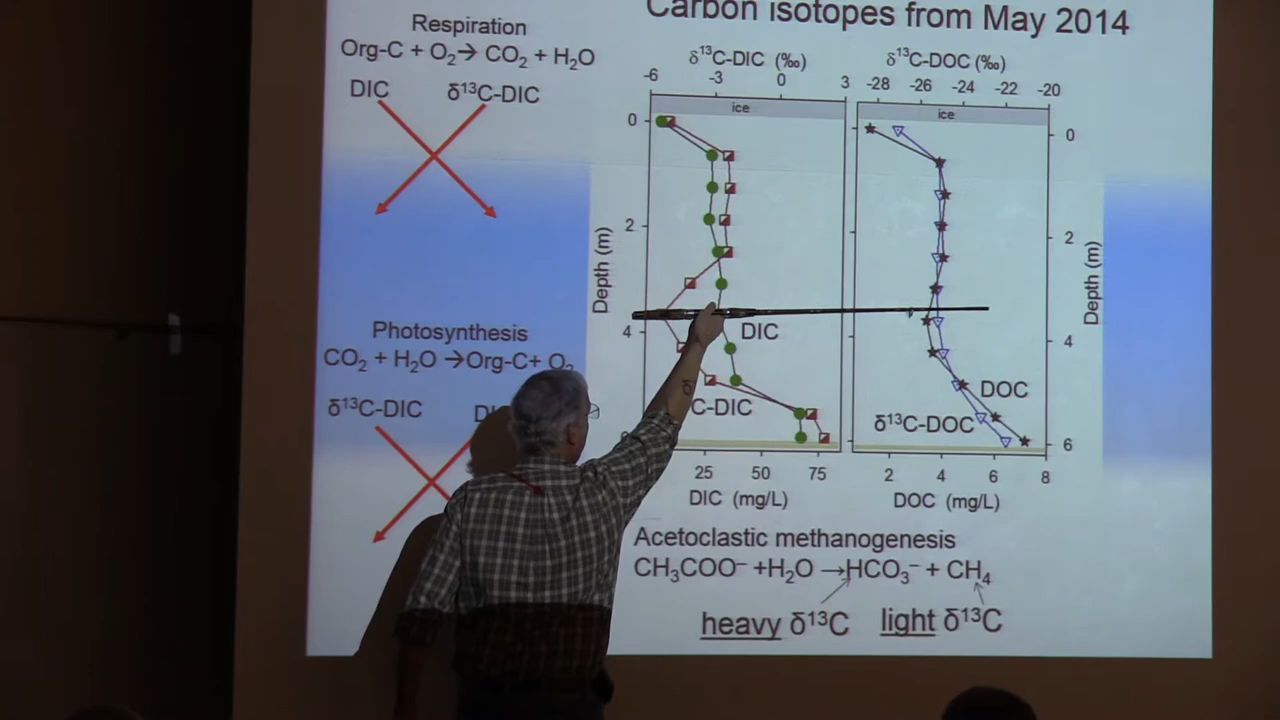 Carbon isotopes from May 2014
Respiration
Org-C + O₂→ CO₂ + H₂O
DIC δ¹³C-DIC
Photosynthesis
CO₂ + H₂O →Org-C+ O₂
δ¹³C-DIC
δ¹³C-DIC (‰)
-6 -3 0 3
ice
0
2
4
Depth (m)
DIC
C-DIC
25 50 75
DIC (mg/L)
δ¹³C-DOC (‰)
-28 -26 -24 -22 -20
ice
0
2
4
6
Depth (m)
DOC
δ¹³C-DOC
2 4 6 8
DOC (mg/L)
Acetoclastic methanogenesis
CH₃COO⁻ +H₂O →HCO₃⁻ + CH₄
heavy δ¹³C light δ¹³C